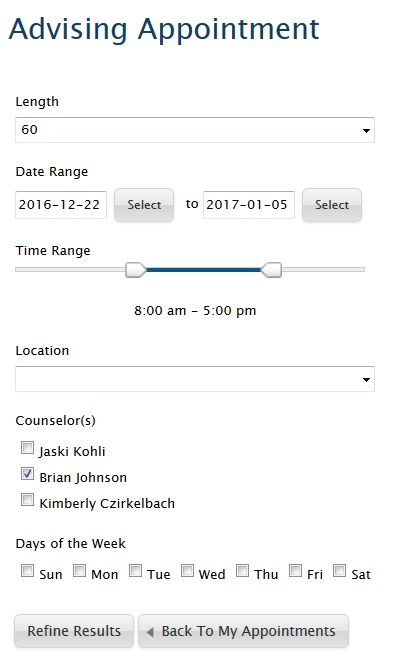 Advising Appointment
Length
60
Date Range
2016-12-22 Select to 2017-01-05 Select
Time Range
8:00 am - 5:00 pm
Location
Counselor(s)
Jaski Kohli
Brian Johnson
Kimberly Czirkelbach
Days of the Week
Sun Mon Tue Wed Thu Fri Sat
Refine Results Back To My Appointments